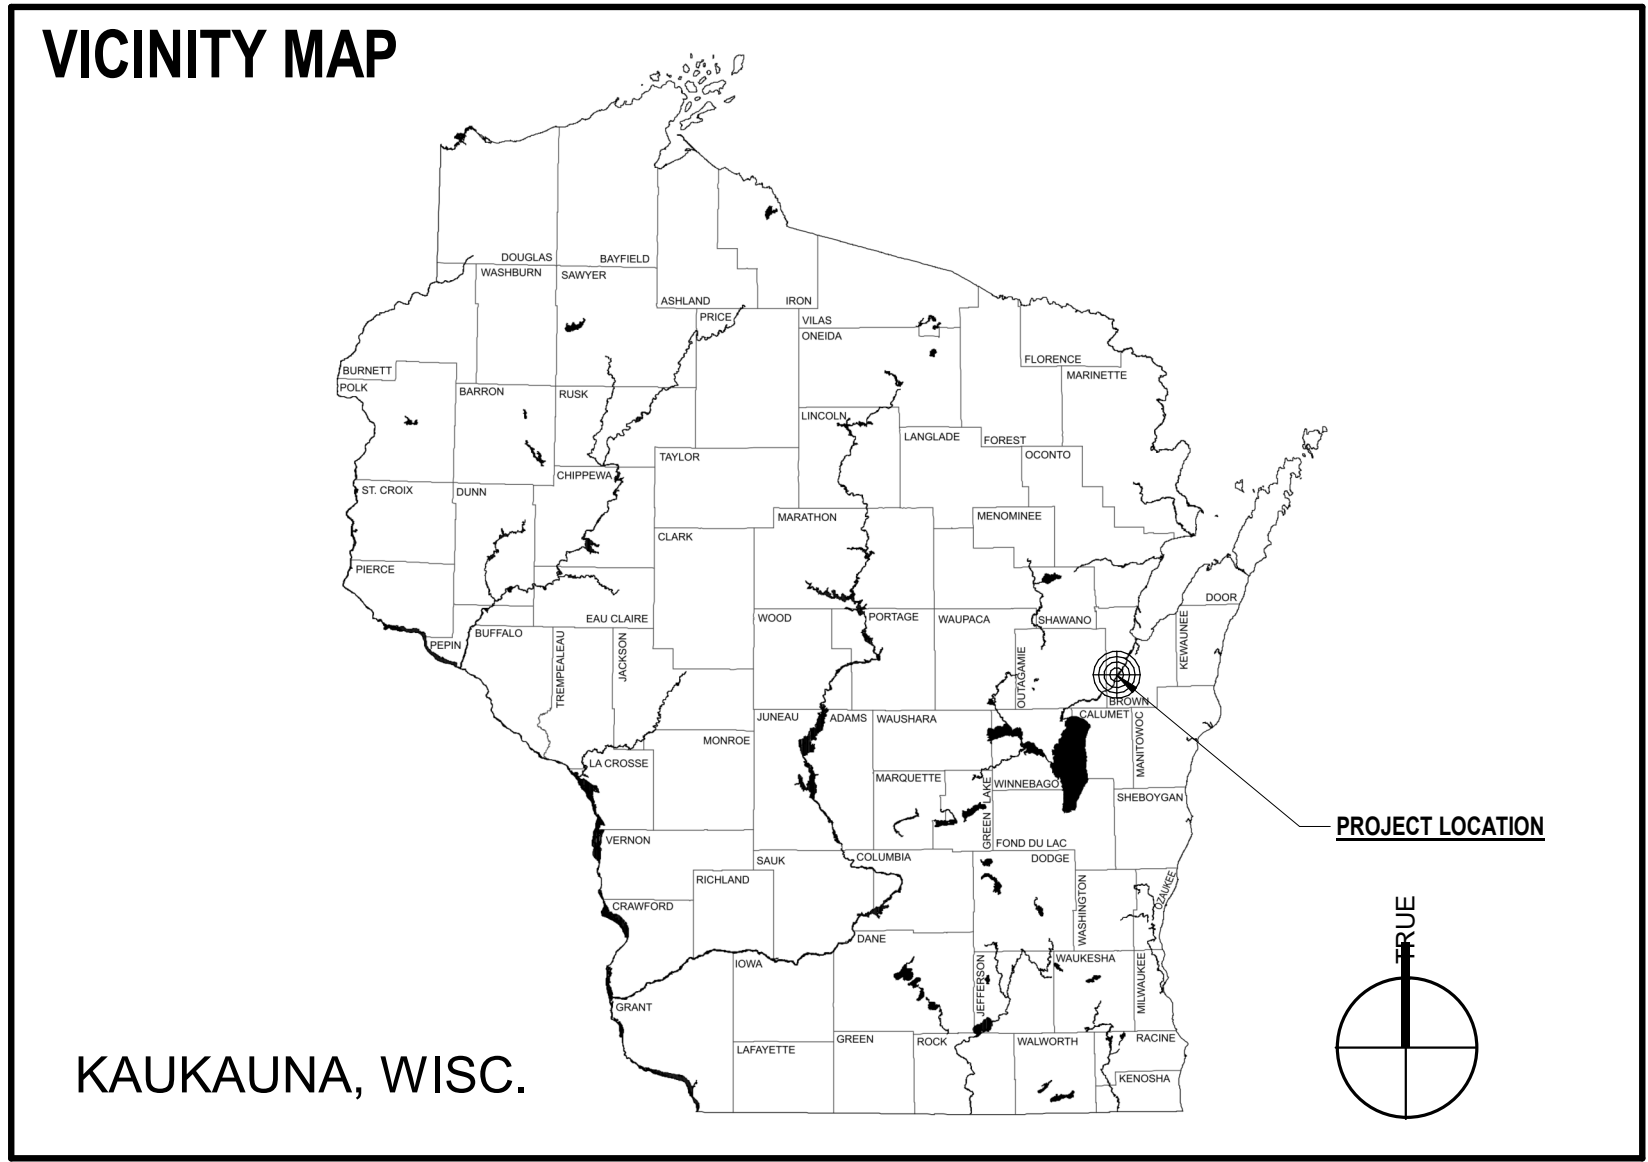 VICINITY MAP
DOUGLAS
BAYFIELD
WASHBURN
SAWYER
ASHLAND
IRON
PRICE
VILAS
ONEIDA
FLORENCE
BURNETT
MARINETTE
POLK
BARRON
RUSK
LINCOLN
LANGLADE
FOREST
TAYLOR
OCONTO
CHIPPEWA
ST. CROIX
DUNN
MARATHON
MENOMINEE
CLARK
PIERCE
DOOR
EAU CLAIRE
WOOD
PORTAGE
WAUPACA
SHAWANO
BUFFALO
PEPIN
TREMPEALEAU
JACKSON
OUTAGAMIE
KEWAUNEE
BROWN
JUNEAU
ADAMS
WAUSHARA
CALUMET
MONROE
MANITOWOC
LA CROSSE
MARQUETTE
GREEN LAKE
WINNEBAGO
SHEBOYGAN
PROJECT LOCATION
VERNON
FOND DU LAC
SAUK
COLUMBIA
DODGE
RICHLAND
OZAUKEE
CRAWFORD
WASHINGTON
TRUE
DANE
IOWA
JEFFERSON
WAUKESHA
MILWAUKEE
GRANT
LAFAYETTE
GREEN
ROCK
WALWORTH
RACINE
KENOSHA
KAUKAUNA, WISC.